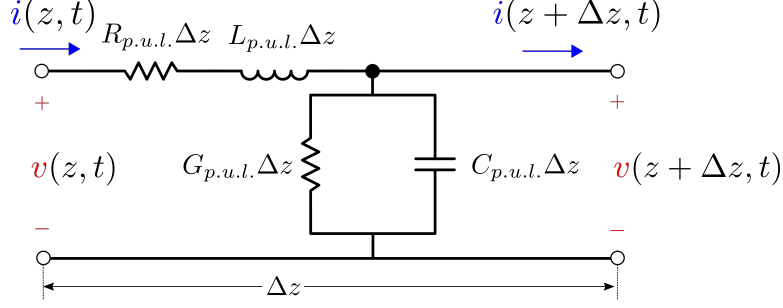 i(z, t)
R_{p.u.l.}Δz
L_{p.u.l.}Δz
i(z + Δz, t)
+
+
v(z, t)
G_{p.u.l.}Δz
C_{p.u.l.}Δz
v(z + Δz, t)
−
−
Δz